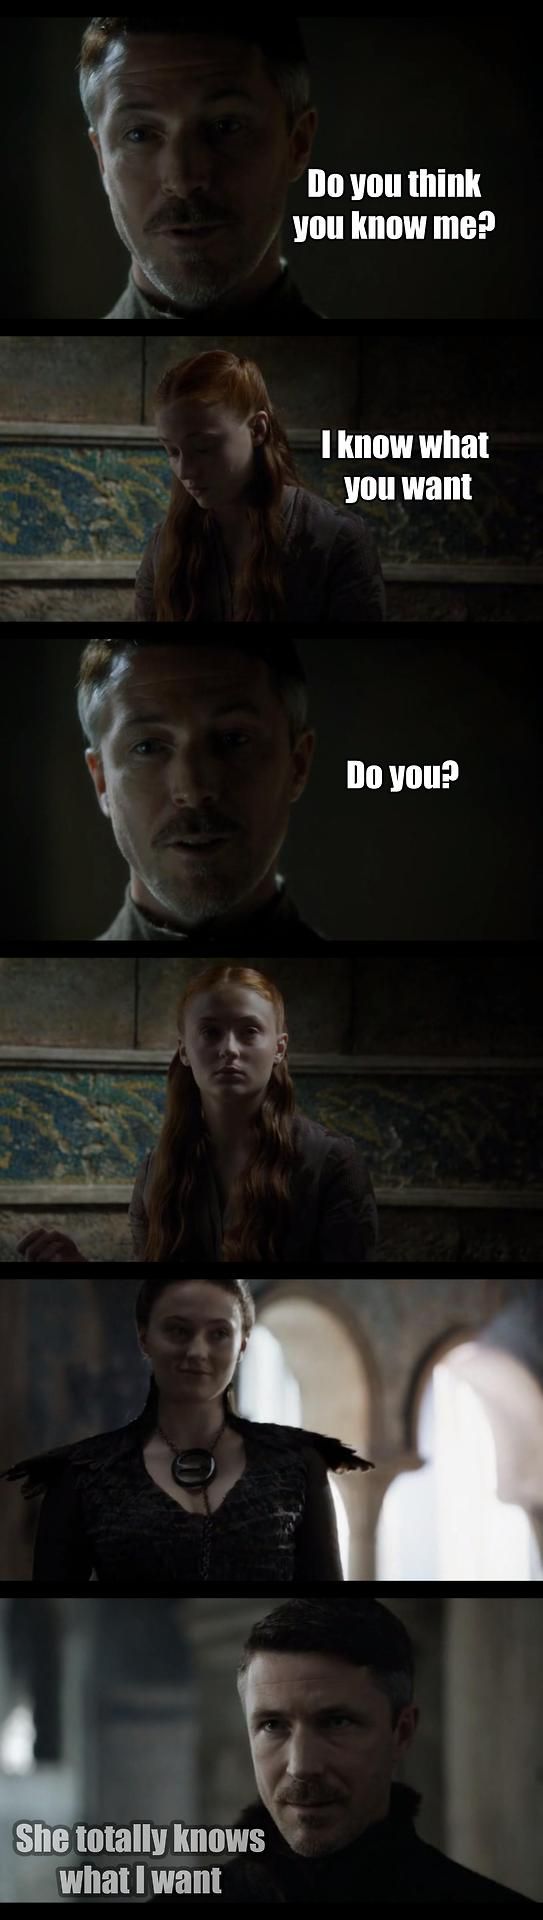 Do you think
you know me?
I know what
you want
Do you?
She totally knows
what I want